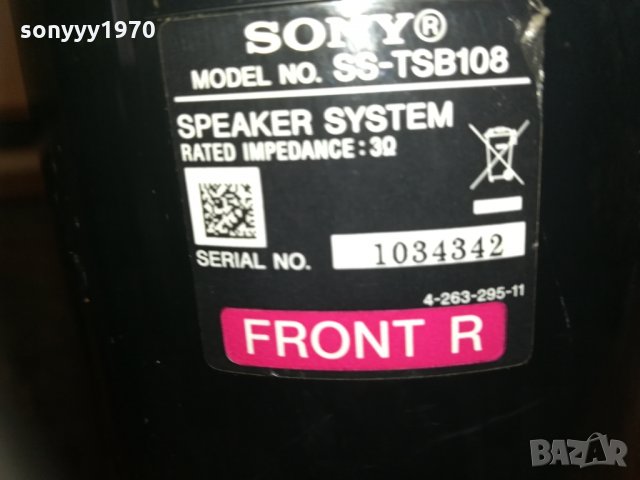 sonyyy1970
SONY®
MODEL NO. SS-TSB108
SPEAKER SYSTEM
RATED IMPEDANCE : 3Ω
SERIAL NO. 1034342
4-263-295-11
FRONT R
BAZAR